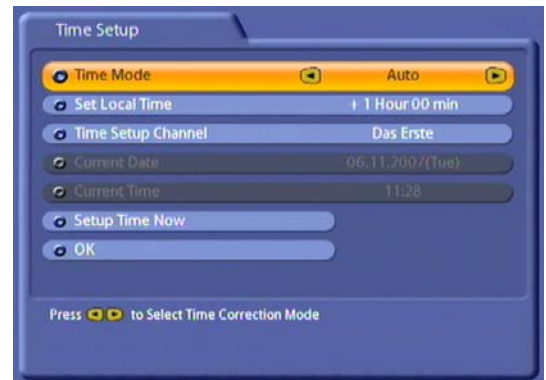 Time Setup
Time Mode Auto
Set Local Time + 1 Hour 00 min
Time Setup Channel Das Erste
Current Date 06.11.2007(Tue)
Current Time 11:28
Setup Time Now
OK
Press to Select Time Correction Mode